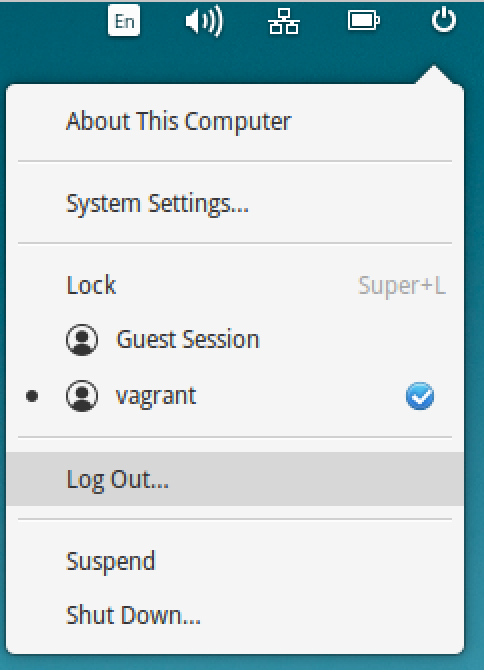 En
About This Computer
System Settings...
Lock Super+L
Guest Session
vagrant
Log Out...
Suspend
Shut Down...